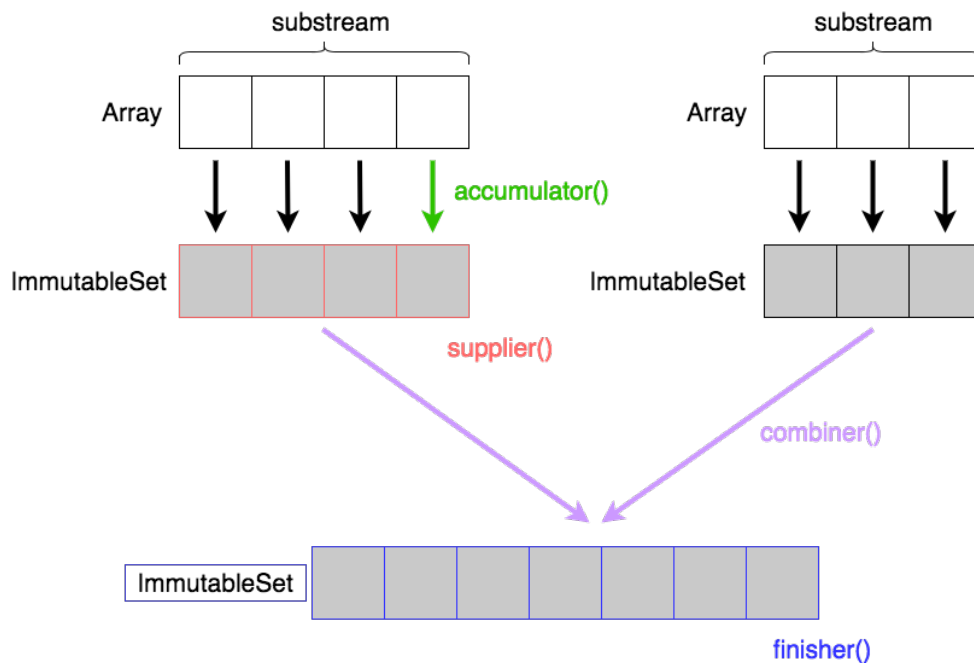 substream
substream
Array
Array
accumulator()
ImmutableSet
ImmutableSet
supplier()
combiner()
ImmutableSet
finisher()